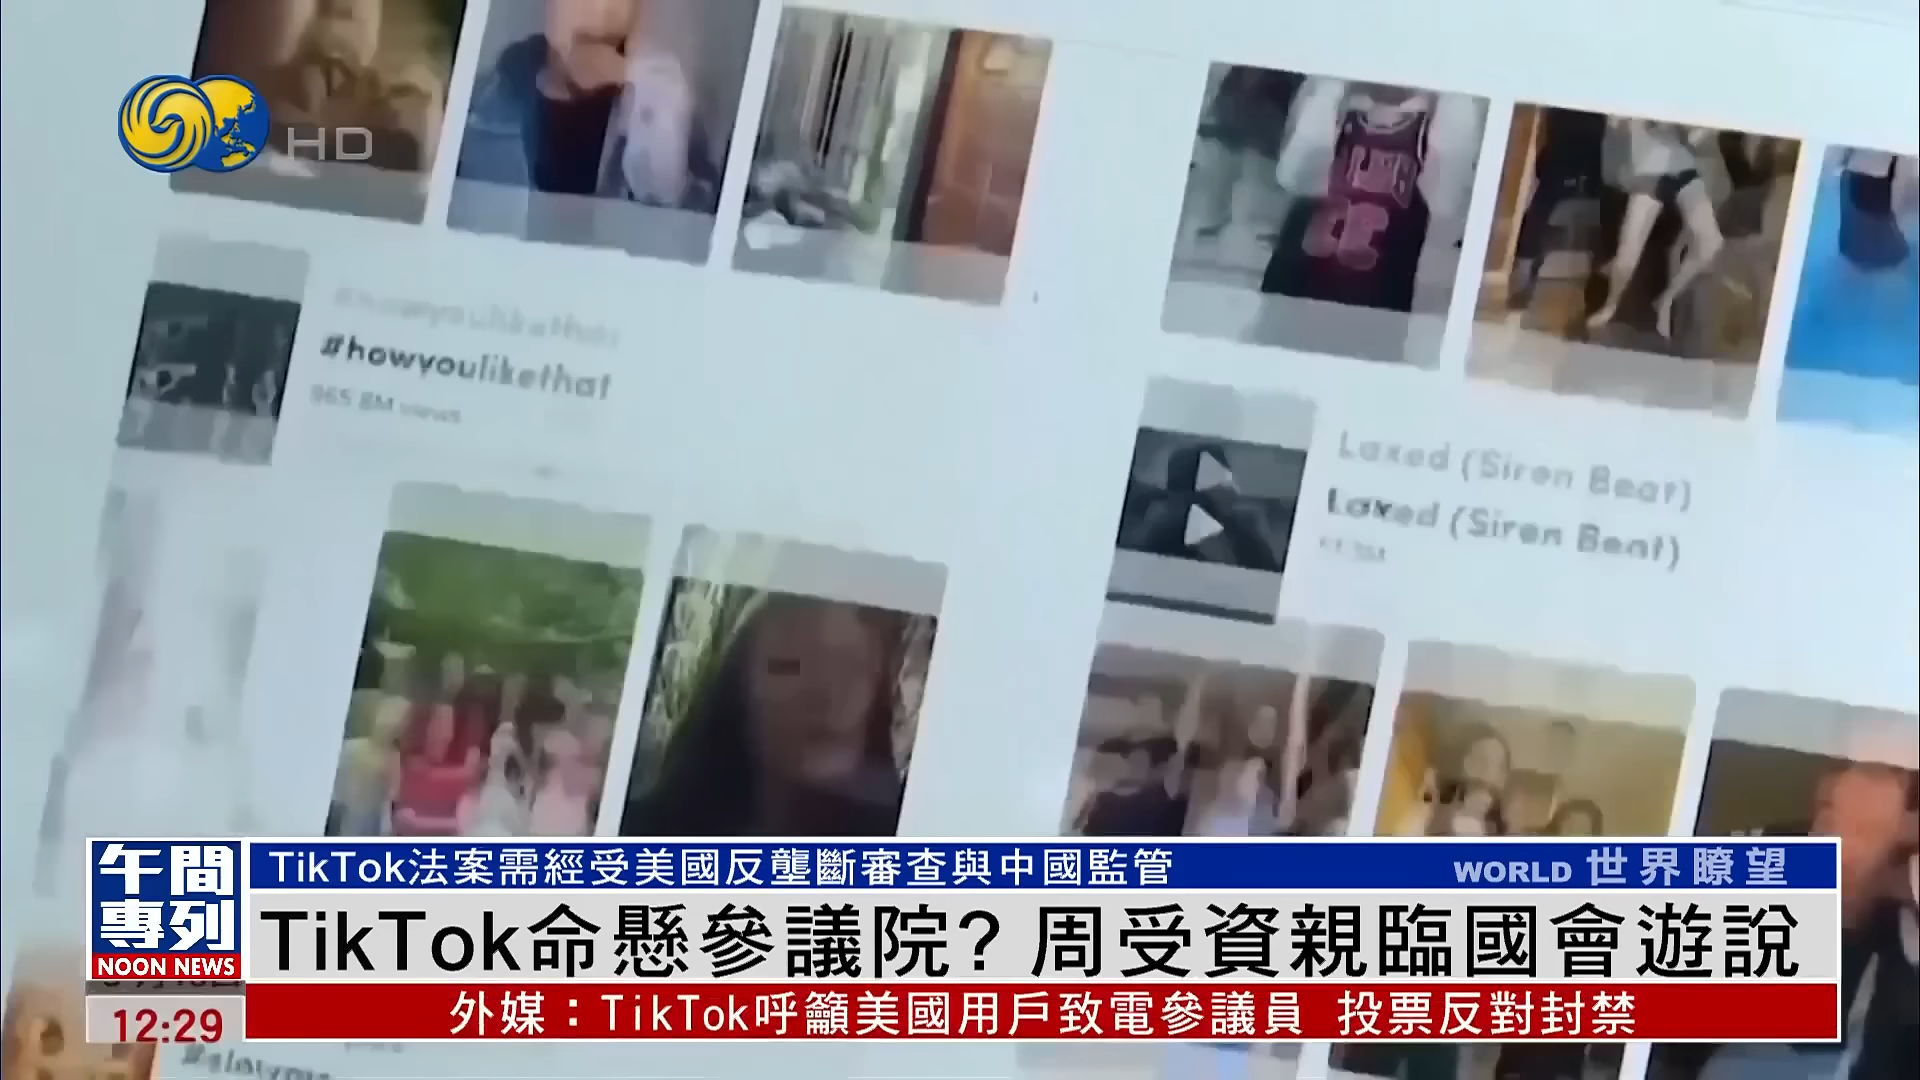 HD
#howyoulikethat
#howyoulikethat
965.8M views
Laxed (Siren Beat)
Laxed (Siren Beat)
午間專列
NOON NEWS
TikTok法案需經受美國反壟斷審查與中國監管
WORLD 世界瞭望
TikTok命懸參議院? 周受資親臨國會遊說
12:29
外媒：TikTok呼籲美國用戶致電參議員 投票反對封禁